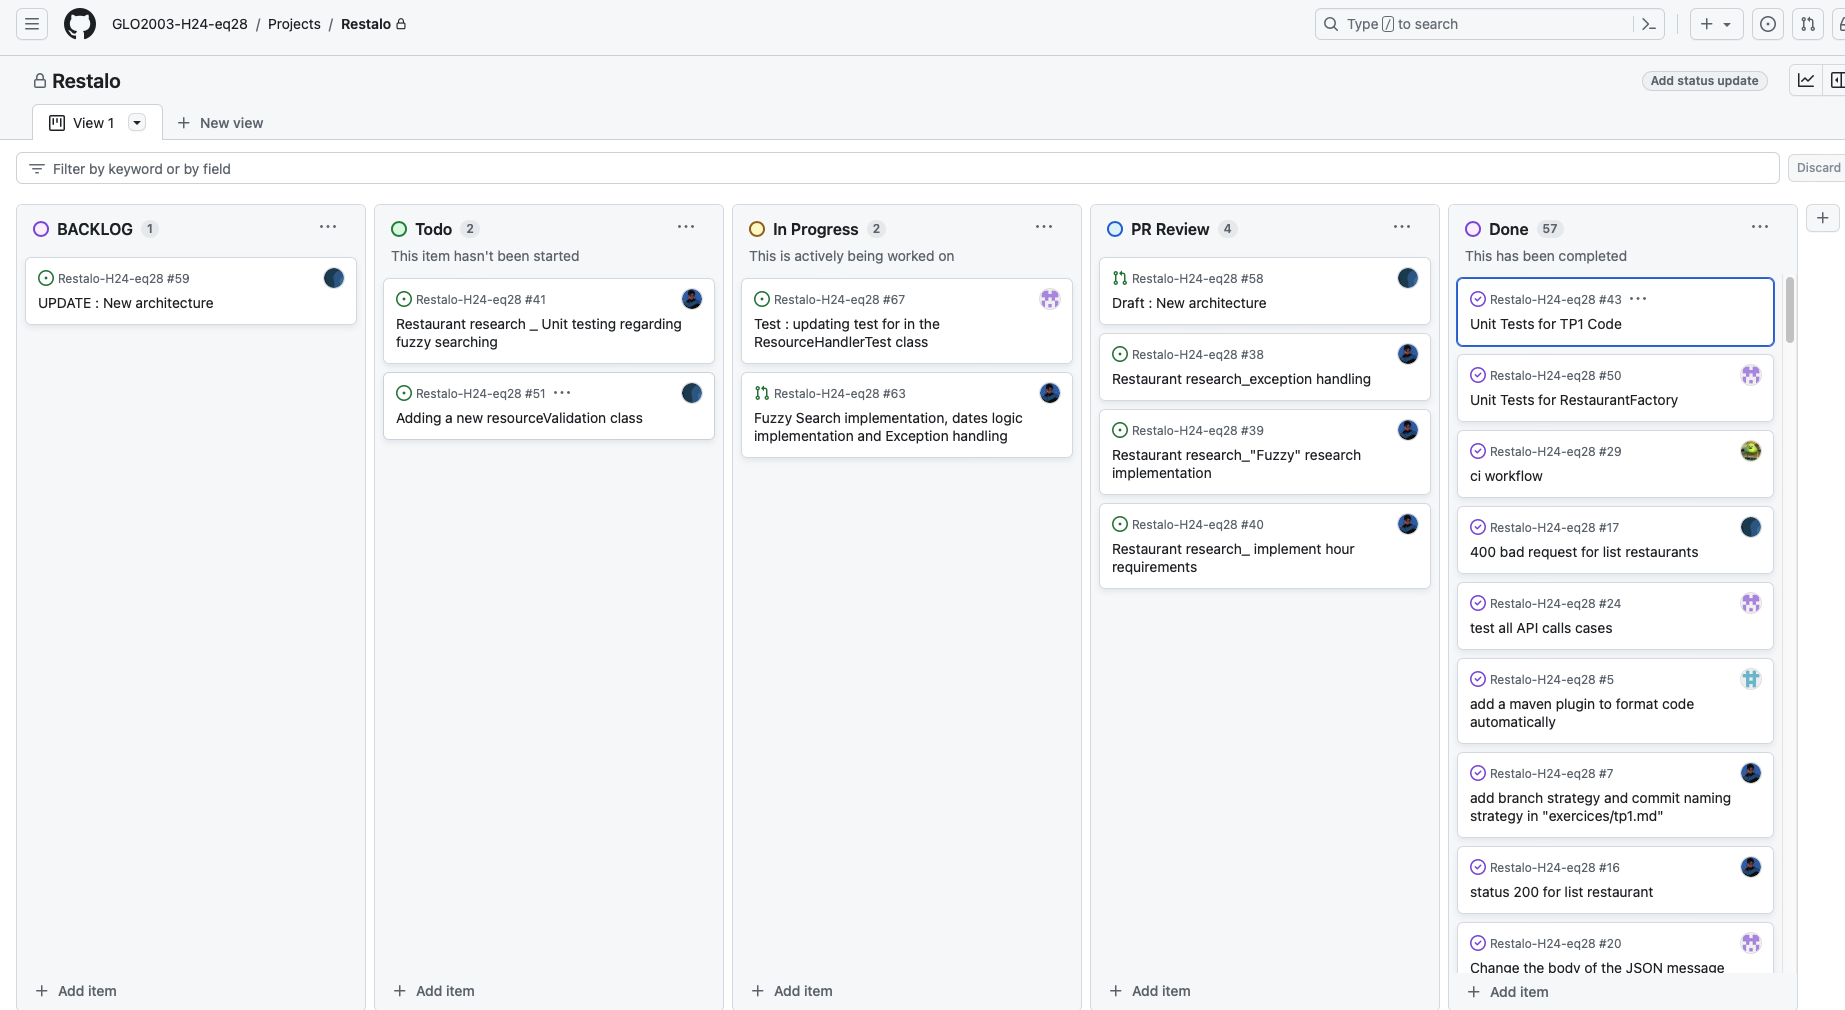 GLO2003-H24-eq28 / Projects / Restalo
Type / to search
Restalo
Add status update
View 1
New view
Filter by keyword or by field
Discard
BACKLOG 1
Restalo-H24-eq28 #59
UPDATE : New architecture
Add item
Todo 2
This item hasn't been started
Restalo-H24-eq28 #41
Restaurant research _ Unit testing regarding
fuzzy searching
Restalo-H24-eq28 #51
Adding a new resourceValidation class
Add item
In Progress 2
This is actively being worked on
Restalo-H24-eq28 #67
Test : updating test for in the
ResourceHandlerTest class
Restalo-H24-eq28 #63
Fuzzy Search implementation, dates logic
implementation and Exception handling
Add item
PR Review 4
Restalo-H24-eq28 #58
Draft : New architecture
Restalo-H24-eq28 #38
Restaurant research_exception handling
Restalo-H24-eq28 #39
Restaurant research_"Fuzzy" research
implementation
Restalo-H24-eq28 #40
Restaurant research_ implement hour
requirements
Add item
Done 57
This has been completed
Restalo-H24-eq28 #43
Unit Tests for TP1 Code
Restalo-H24-eq28 #50
Unit Tests for RestaurantFactory
Restalo-H24-eq28 #29
ci workflow
Restalo-H24-eq28 #17
400 bad request for list restaurants
Restalo-H24-eq28 #24
test all API calls cases
Restalo-H24-eq28 #5
add a maven plugin to format code
automatically
Restalo-H24-eq28 #7
add branch strategy and commit naming
strategy in "exercices/tp1.md"
Restalo-H24-eq28 #16
status 200 for list restaurant
Restalo-H24-eq28 #20
Change the body of the JSON message
Add item